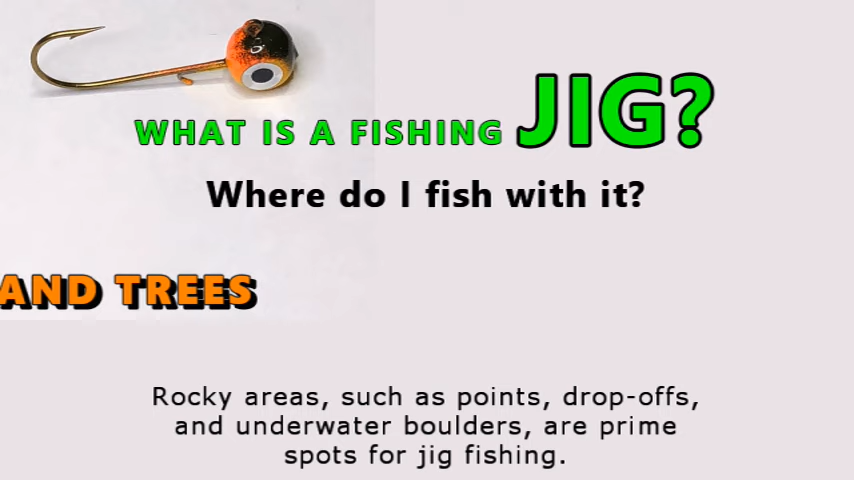 WHAT IS A FISHING JIG?
Where do I fish with it?
AND TREES
Rocky areas, such as points, drop-offs,
and underwater boulders, are prime
spots for jig fishing.